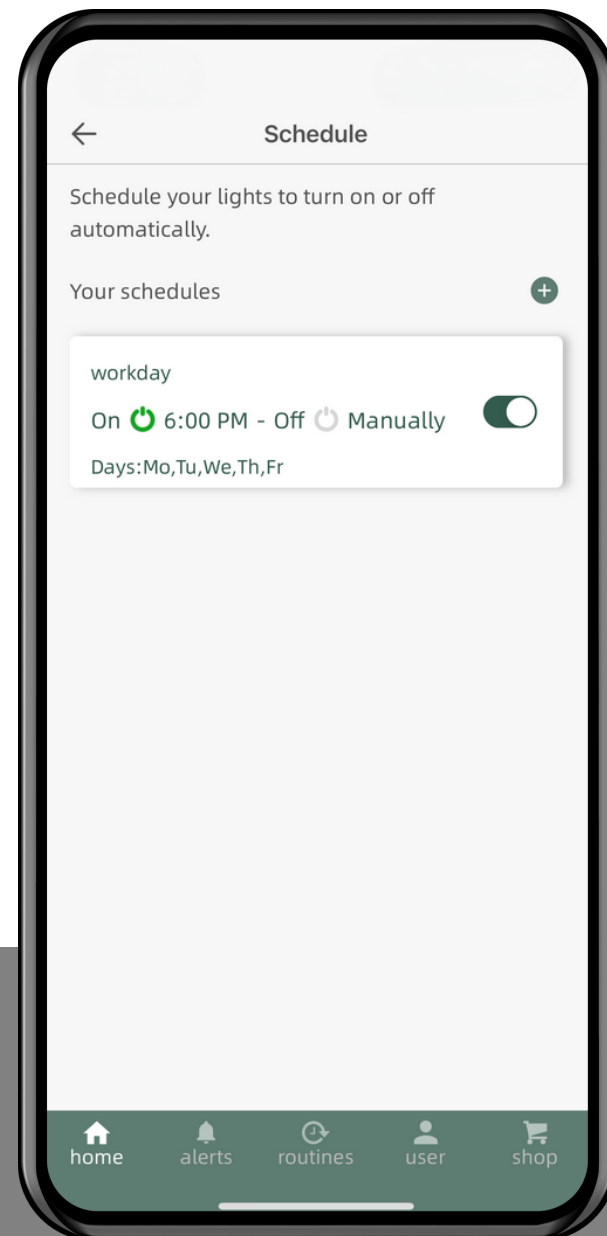 Schedule
Schedule your lights to turn on or off
automatically.
Your schedules
workday
On 6:00 PM - Off Manually
Days:Mo,Tu,We,Th,Fr
home alerts routines user shop